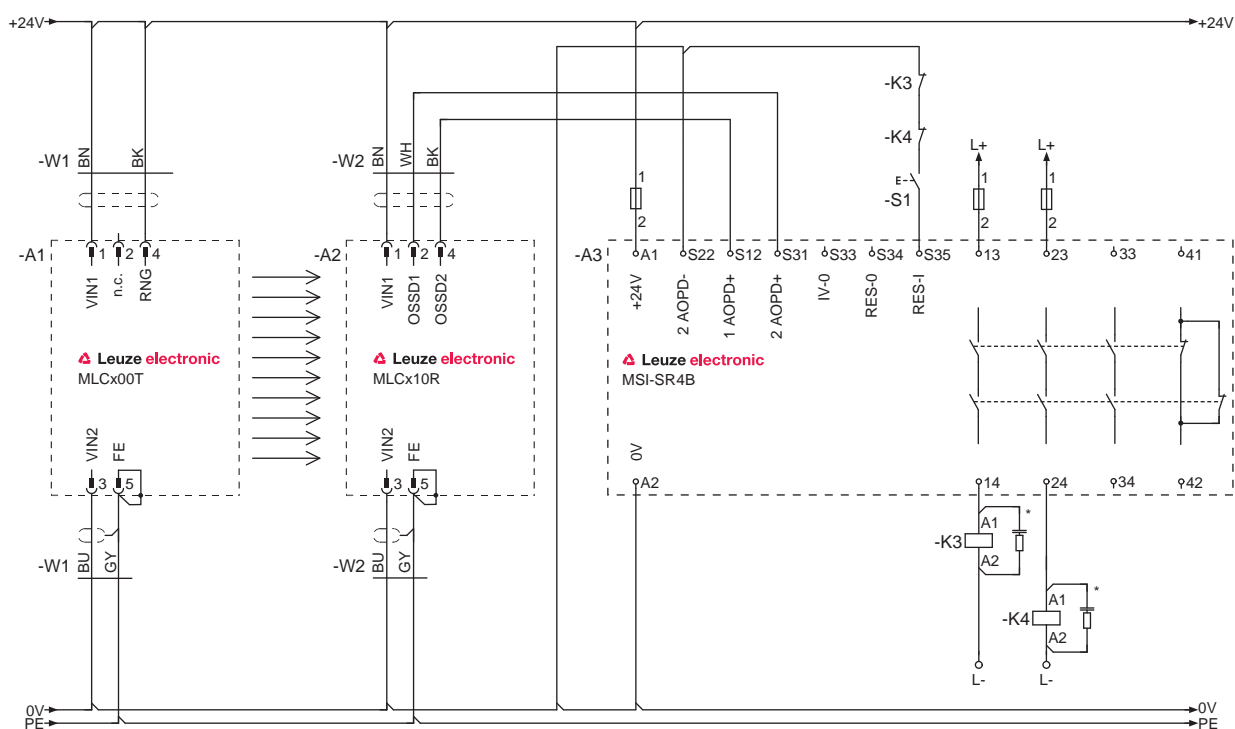 +24V
+24V
-W1
BN
BK
-W2
BN
WH
BK
-K3
-K4
E
-S1
L+
L+
1
2
1
2
1
2
-A1
1
2
4
VIN1
n.c.
RNG
-A2
1
2
4
VIN1
OSSD1
OSSD2
-A3
A1
S22
S12
S31
S33
S34
S35
13
23
33
41
+24V
2 AOPD-
1 AOPD+
2 AOPD+
IV-0
RES-0
RES-I
Leuze electronic
MLCx00T
Leuze electronic
MLCx10R
Leuze electronic
MSI-SR4B
VIN2
FE
VIN2
FE
0V
3
5
3
5
A2
14
24
34
42
-W1
BU
GY
-W2
BU
GY
-K3
A1
A2
*
-K4
A1
A2
*
L-
L-
0V
PE
0V
PE